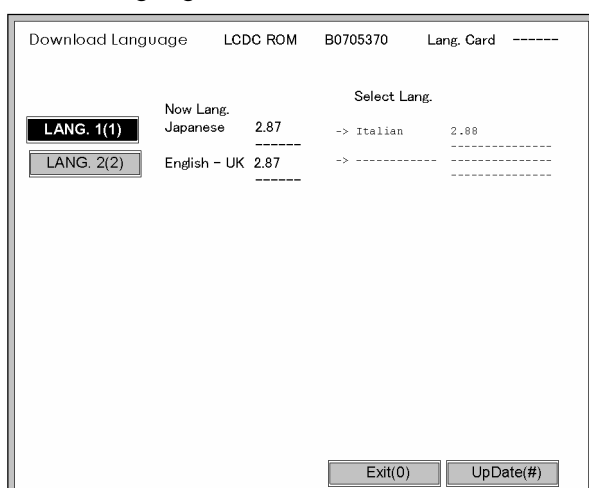 Download Language LCDC ROM B0705370 Lang. Card ------
Select Lang.
Now Lang.
LANG. 1(1) Japanese 2.87 -> Italian 2.88
------ ---------------
LANG. 2(2) English - UK 2.87 -> ------------ ---------------
------ ---------------
Exit(0) UpDate(#)